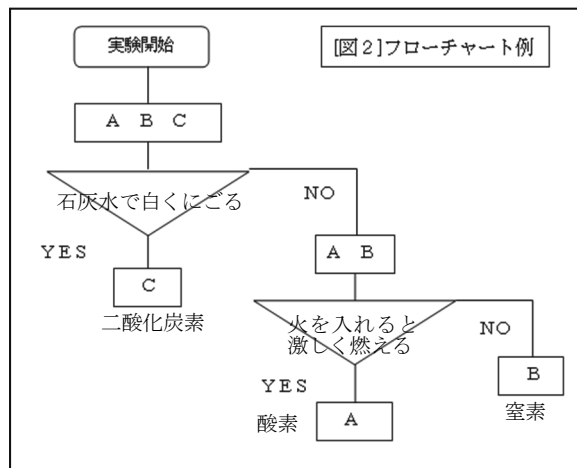 実験開始
[図２]フローチャート例
A B C
石灰水で白くにごる
NO
YES
A B
C
二酸化炭素
火を入れると
激しく燃える
NO
YES
B
窒素
酸素
A